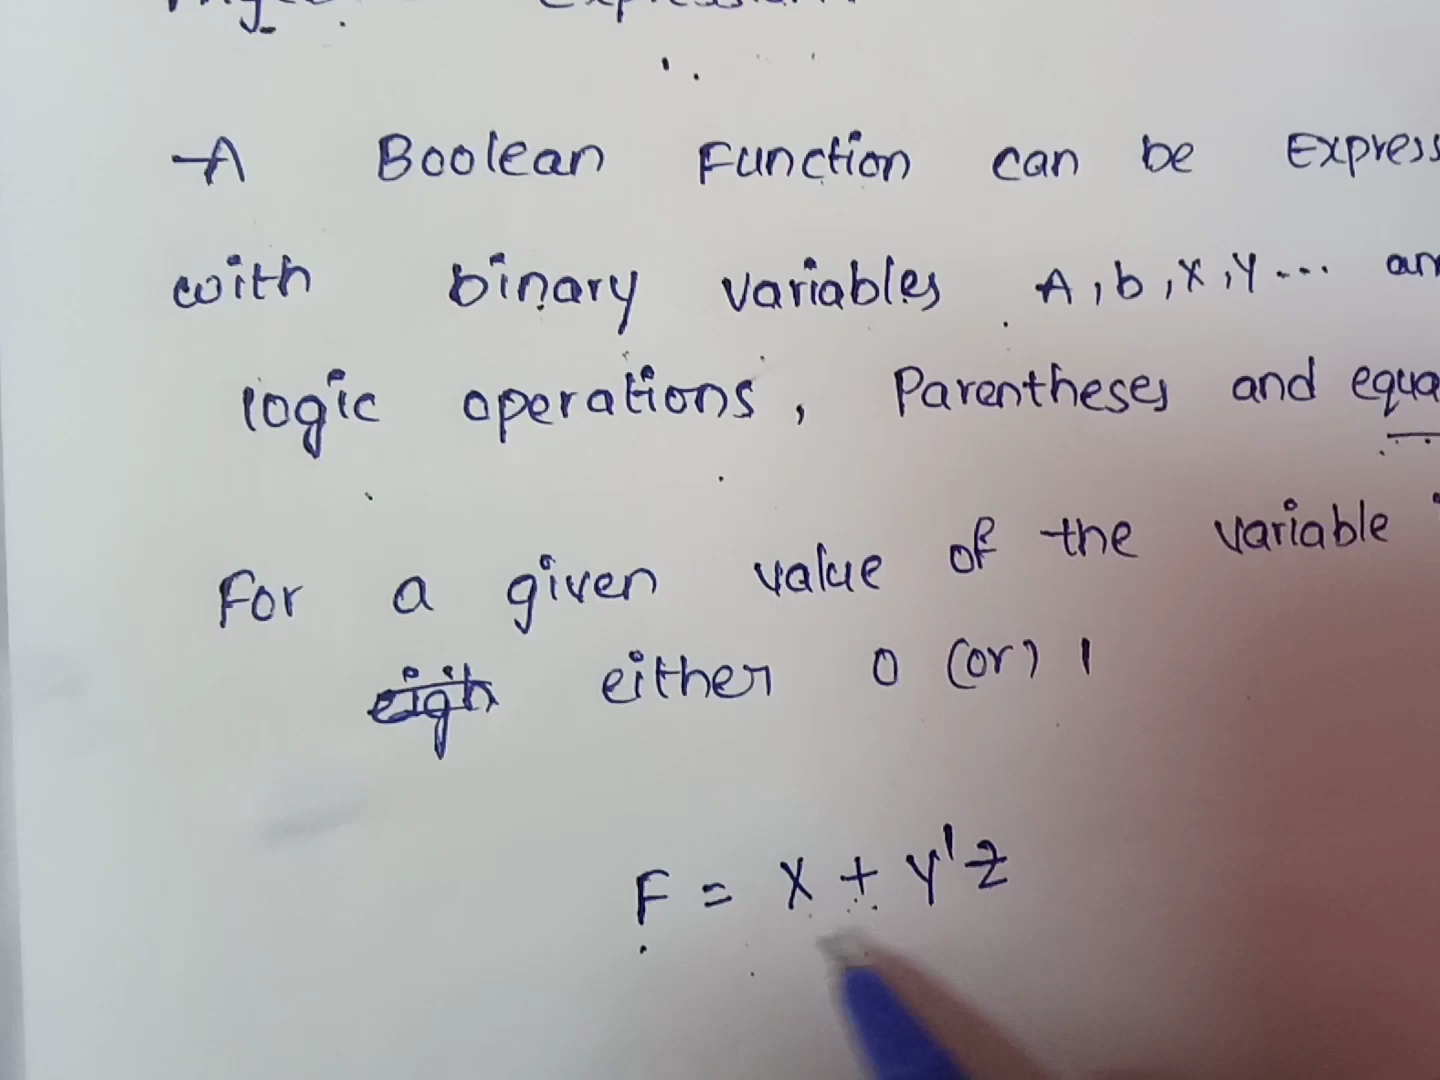 A Boolean Function can be Express
with binary variables A, b, x, y ... an
logic operations, Parentheses and equa
For a given value of the variable
either 0 (or) 1
F = x + y'z